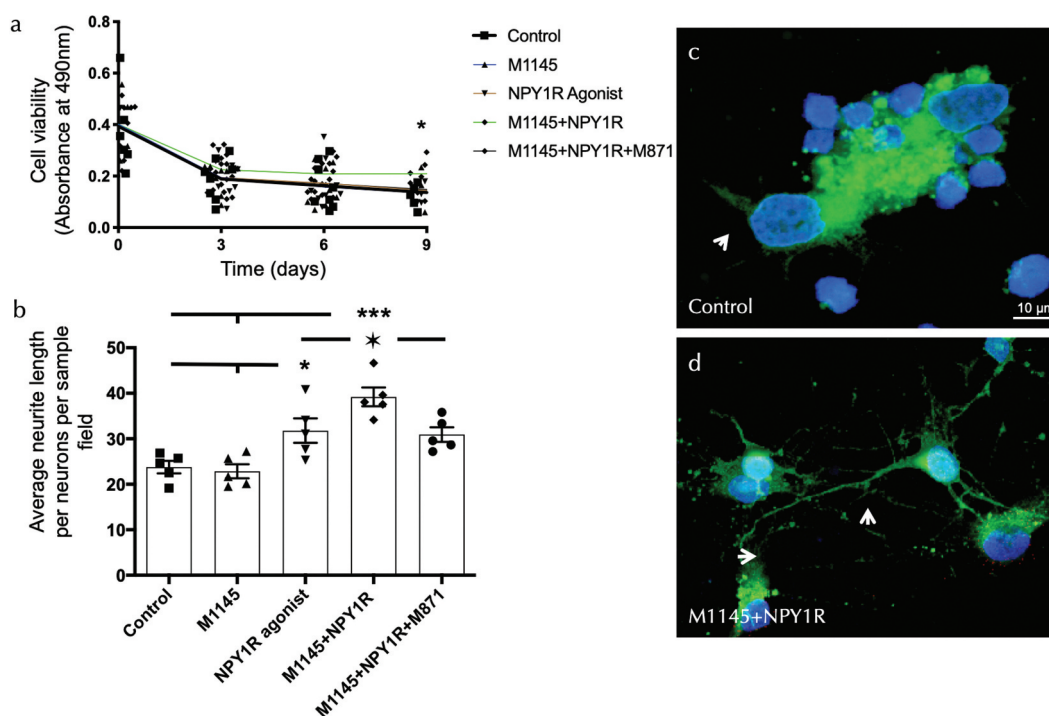 a
Cell viability
(Absorbance at 490nm)
0.8
0.6
0.4
0.2
0.0
0
3
6
9
Time (days)
*
Control
M1145
NPY1R Agonist
M1145+NPY1R
M1145+NPY1R+M871
b
Average neurite length
per neurons per sample
field
50
40
30
20
10
0
*
***
Control
M1145
NPY1R agonist
M1145+NPY1R
M1145+NPY1R+M871
c
Control
10 µm
d
M1145+NPY1R